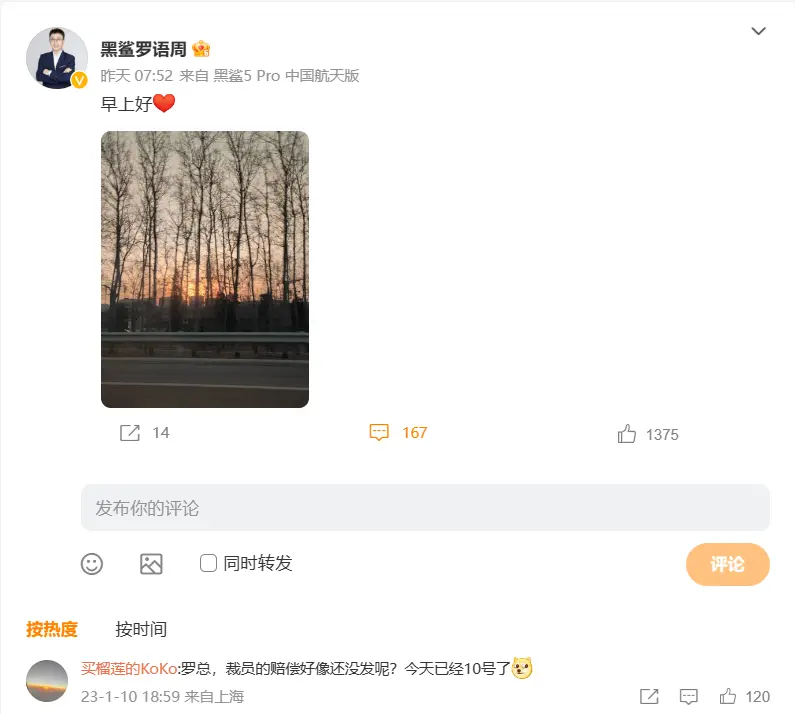 黑鲨罗语周
昨天 07:52 来自 黑鲨5 Pro 中国航天版
早上好
14
167
1375
发布你的评论
同时转发
评论
按热度 按时间
买榴莲的KoKo:罗总，裁员的赔偿好像还没发呢？今天已经10号了
23-1-10 18:59 来自上海
120